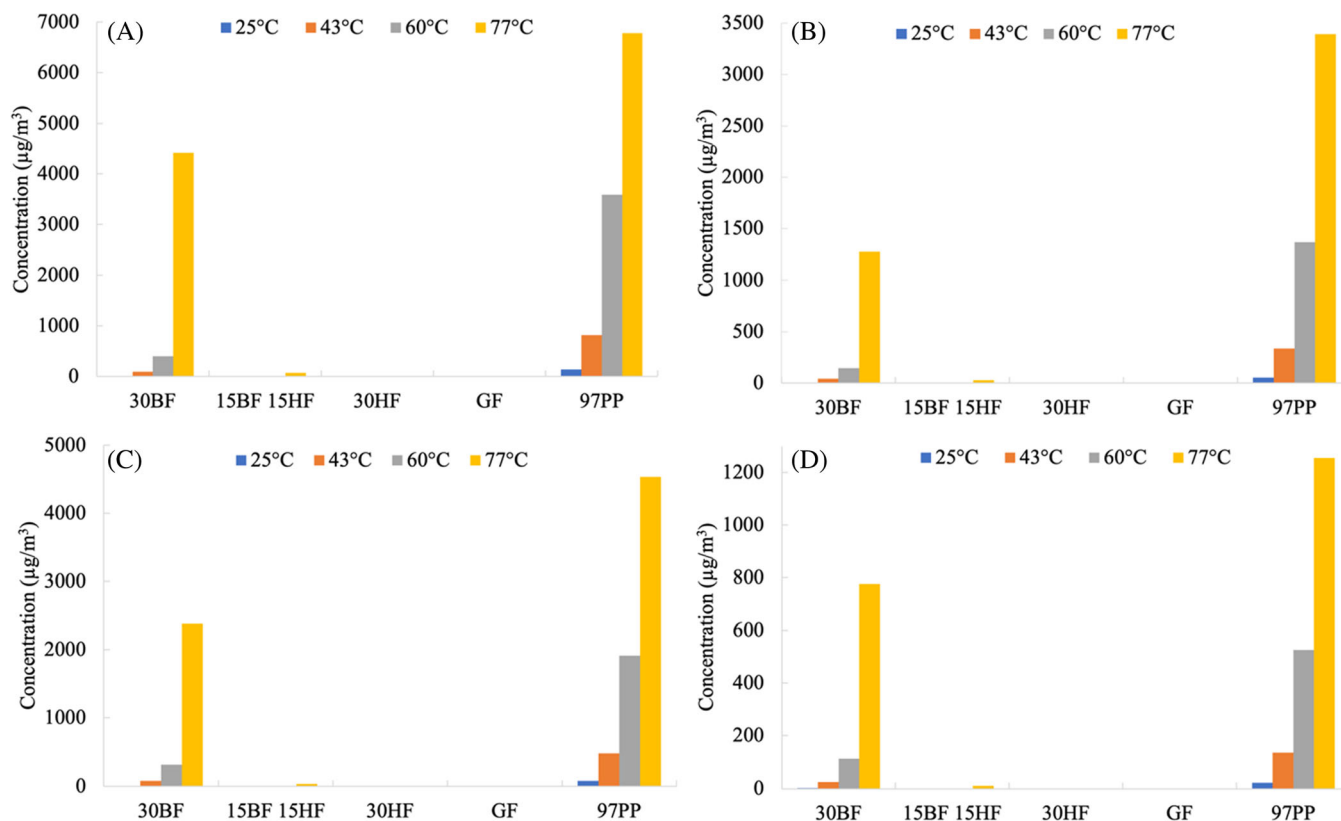 (A)
25°C 43°C 60°C 77°C
Concentration (µg/m³)
7000
6000
5000
4000
3000
2000
1000
0
30BF 15BF 15HF 30HF GF 97PP
(B)
25°C 43°C 60°C 77°C
Concentration (µg/m³)
3500
3000
2500
2000
1500
1000
500
0
30BF 15BF 15HF 30HF GF 97PP
(C)
25°C 43°C 60°C 77°C
Concentration (µg/m³)
5000
4000
3000
2000
1000
0
30BF 15BF 15HF 30HF GF 97PP
(D)
25°C 43°C 60°C 77°C
Concentration (µg/m³)
1200
1000
800
600
400
200
0
30BF 15BF 15HF 30HF GF 97PP